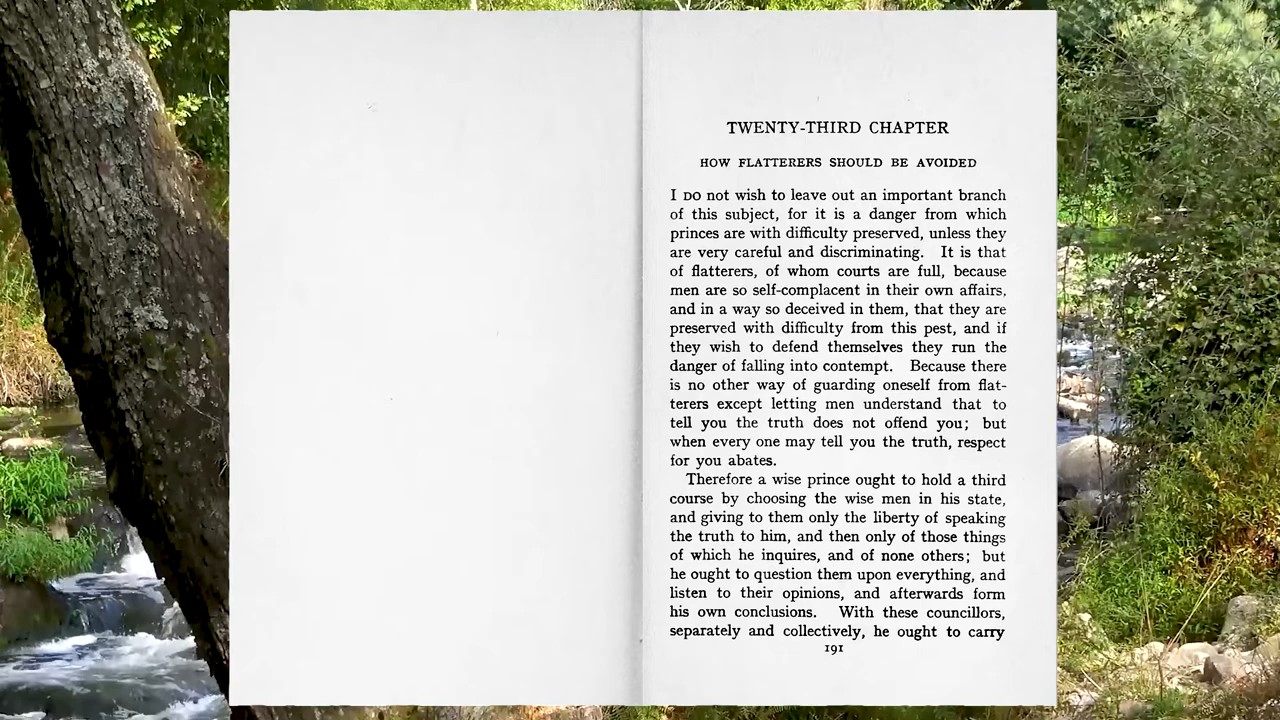 TWENTY-THIRD CHAPTER
HOW FLATTERERS SHOULD BE AVOIDED
I DO not wish to leave out an important branch
of this subject, for it is a danger from which
princes are with difficulty preserved, unless they
are very careful and discriminating. It is that
of flatterers, of whom courts are full, because
men are so self-complacent in their own affairs,
and in a way so deceived in them, that they are
preserved with difficulty from this pest, and if
they wish to defend themselves they run the
danger of falling into contempt. Because there
is no other way of guarding oneself from flat-
terers except letting men understand that to
tell you the truth does not offend you; but
when every one may tell you the truth, respect
for you abates.
Therefore a wise prince ought to hold a third
course by choosing the wise men in his state,
and giving to them only the liberty of speaking
the truth to him, and then only of those things
of which he inquires, and of none others; but
he ought to question them upon everything, and
listen to their opinions, and afterwards form
his own conclusions. With these councillors,
separately and collectively, he ought to carry
191